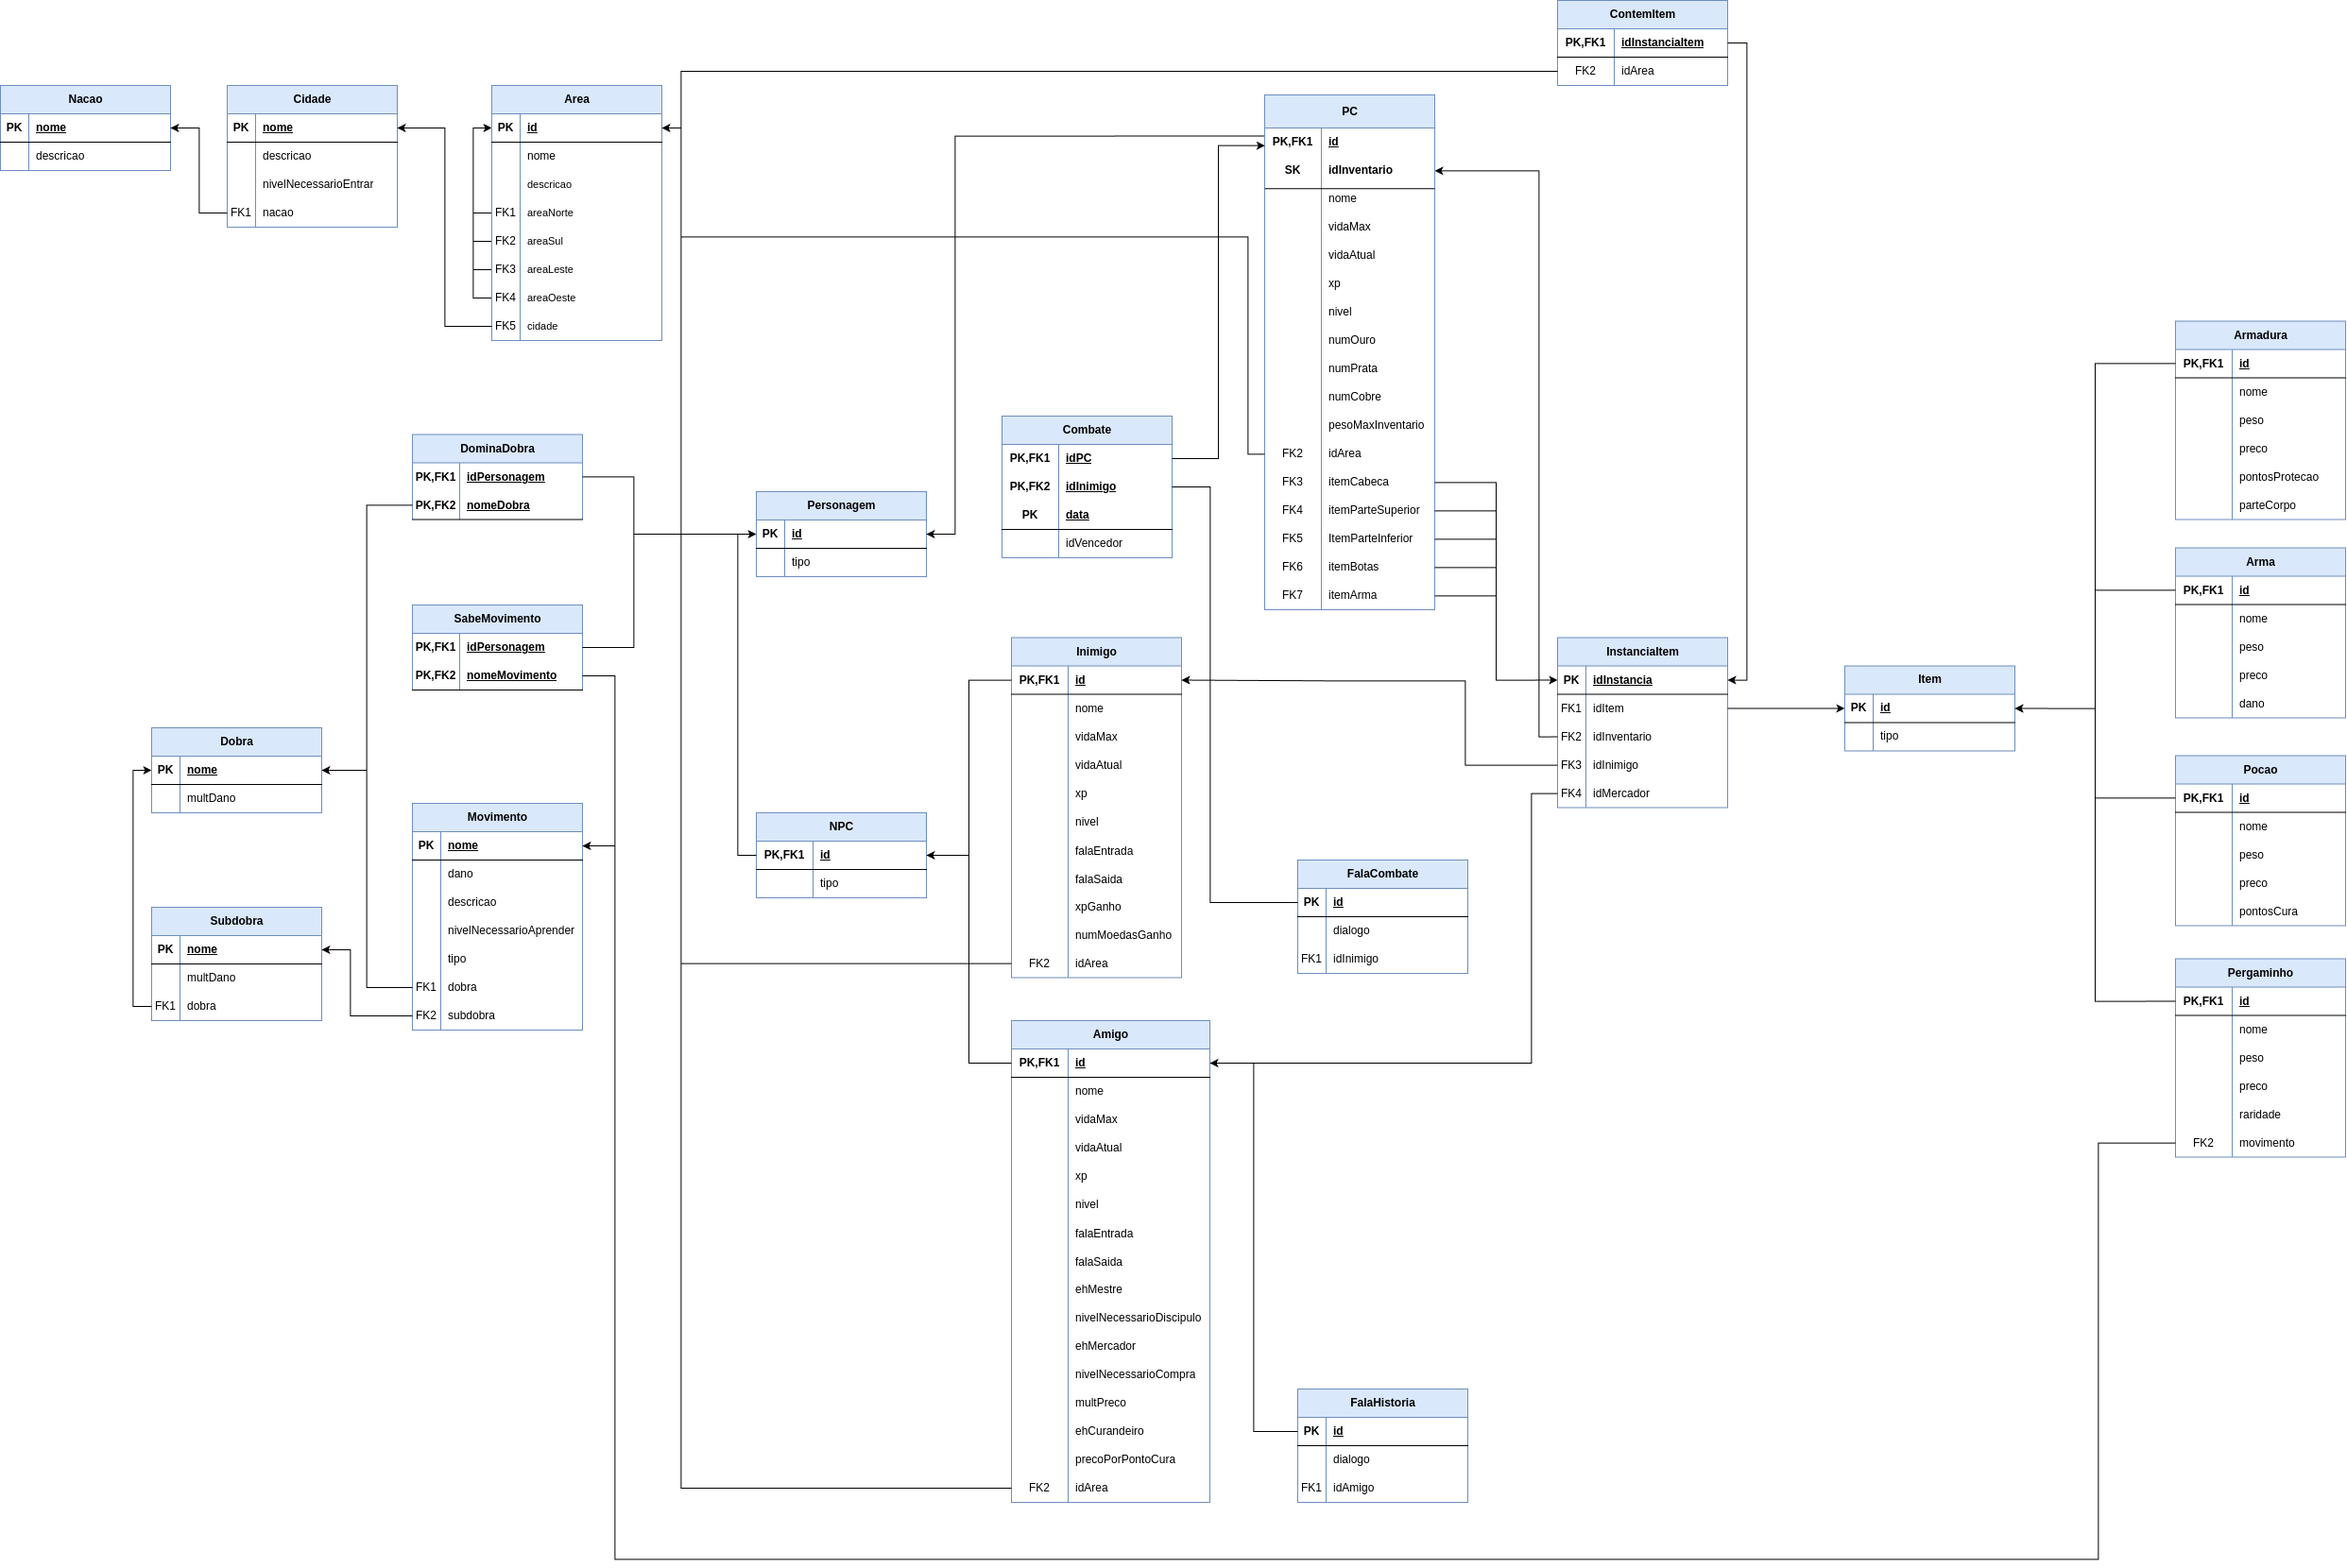 ContemItem
PK,FK1 idInstanciaItem
FK2 idArea
Nacao
PK nome
descricao
Cidade
PK nome
descricao
nivelNecessarioEntrar
FK1 nacao
Area
PK id
nome
descricao
FK1 areaNorte
FK2 areaSul
FK3 areaLeste
FK4 areaOeste
FK5 cidade
PC
PK,FK1 id
SK idInventario
nome
vidaMax
vidaAtual
xp
nivel
numOuro
numPrata
numCobre
pesoMaxInventario
FK2 idArea
FK3 itemCabeca
FK4 itemParteSuperior
FK5 ItemParteInferior
FK6 itemBotas
FK7 itemArma
Armadura
PK,FK1 id
nome
peso
preco
pontosProtecao
parteCorpo
DominaDobra
PK,FK1 idPersonagem
PK,FK2 nomeDobra
Personagem
PK id
tipo
Combate
PK,FK1 idPC
PK,FK2 idInimigo
PK data
idVencedor
Arma
PK,FK1 id
nome
peso
preco
dano
SabeMovimento
PK,FK1 idPersonagem
PK,FK2 nomeMovimento
Inimigo
PK,FK1 id
nome
vidaMax
vidaAtual
xp
nivel
falaEntrada
falaSaida
xpGanho
numMoedasGanho
FK2 idArea
InstanciaItem
PK idInstancia
FK1 idItem
FK2 idInventario
FK3 idInimigo
FK4 idMercador
Item
PK id
tipo
Dobra
PK nome
multDano
Movimento
PK nome
dano
descricao
nivelNecessarioAprender
tipo
FK1 dobra
FK2 subdobra
NPC
PK,FK1 id
tipo
FalaCombate
PK id
dialogo
FK1 idInimigo
Pocao
PK,FK1 id
nome
peso
preco
pontosCura
Subdobra
PK nome
multDano
FK1 dobra
Amigo
PK,FK1 id
nome
vidaMax
vidaAtual
xp
nivel
falaEntrada
falaSaida
ehMestre
nivelNecessarioDiscipulo
ehMercador
nivelNecessarioCompra
multPreco
ehCurandeiro
precoPorPontoCura
FK2 idArea
Pergaminho
PK,FK1 id
nome
peso
preco
raridade
FK2 movimento
FalaHistoria
PK id
dialogo
FK1 idAmigo